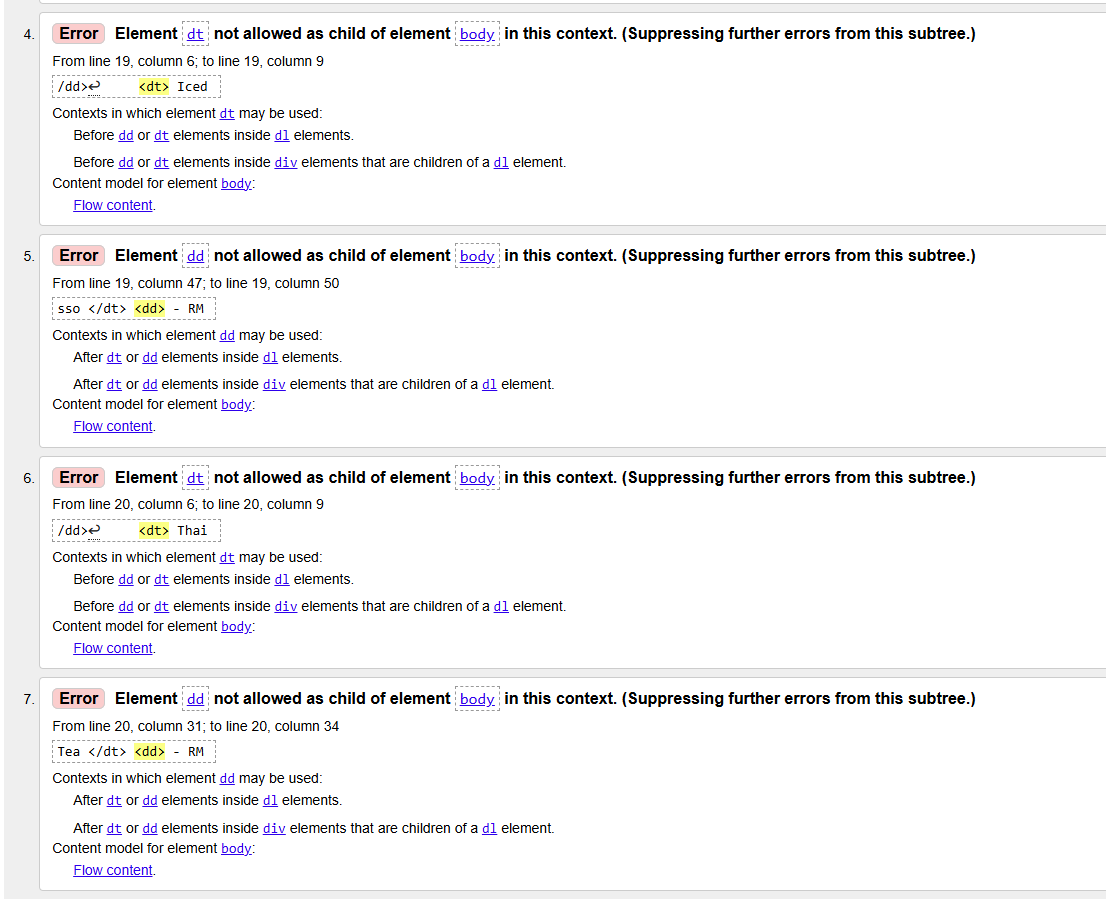 4. Error Element dt not allowed as child of element body in this context. (Suppressing further errors from this subtree.)
From line 19, column 6; to line 19, column 9
/dd>↩ <dt> Iced
Contexts in which element dt may be used:
Before dd or dt elements inside dl elements.
Before dd or dt elements inside div elements that are children of a dl element.
Content model for element body:
Flow content.
5. Error Element dd not allowed as child of element body in this context. (Suppressing further errors from this subtree.)
From line 19, column 47; to line 19, column 50
sso </dt> <dd> - RM
Contexts in which element dd may be used:
After dt or dd elements inside dl elements.
After dt or dd elements inside div elements that are children of a dl element.
Content model for element body:
Flow content.
6. Error Element dt not allowed as child of element body in this context. (Suppressing further errors from this subtree.)
From line 20, column 6; to line 20, column 9
/dd>↩ <dt> Thai
Contexts in which element dt may be used:
Before dd or dt elements inside dl elements.
Before dd or dt elements inside div elements that are children of a dl element.
Content model for element body:
Flow content.
7. Error Element dd not allowed as child of element body in this context. (Suppressing further errors from this subtree.)
From line 20, column 31; to line 20, column 34
Tea </dt> <dd> - RM
Contexts in which element dd may be used:
After dt or dd elements inside dl elements.
After dt or dd elements inside div elements that are children of a dl element.
Content model for element body:
Flow content.